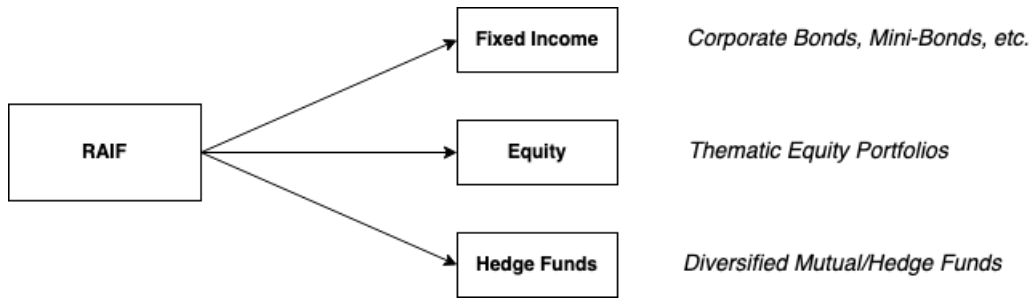 Fixed Income
Corporate Bonds, Mini-Bonds, etc.
RAIF
Equity
Thematic Equity Portfolios
Hedge Funds
Diversified Mutual/Hedge Funds